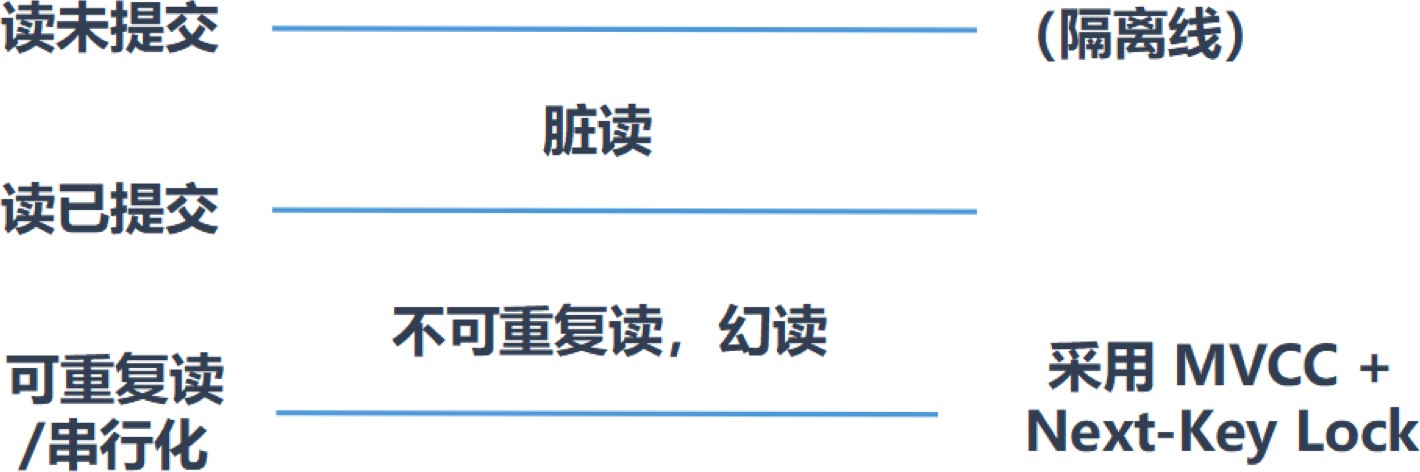 读未提交
(隔离线)
脏读
读已提交
不可重复读，幻读
可重复读
/串行化
采用 MVCC +
Next-Key Lock